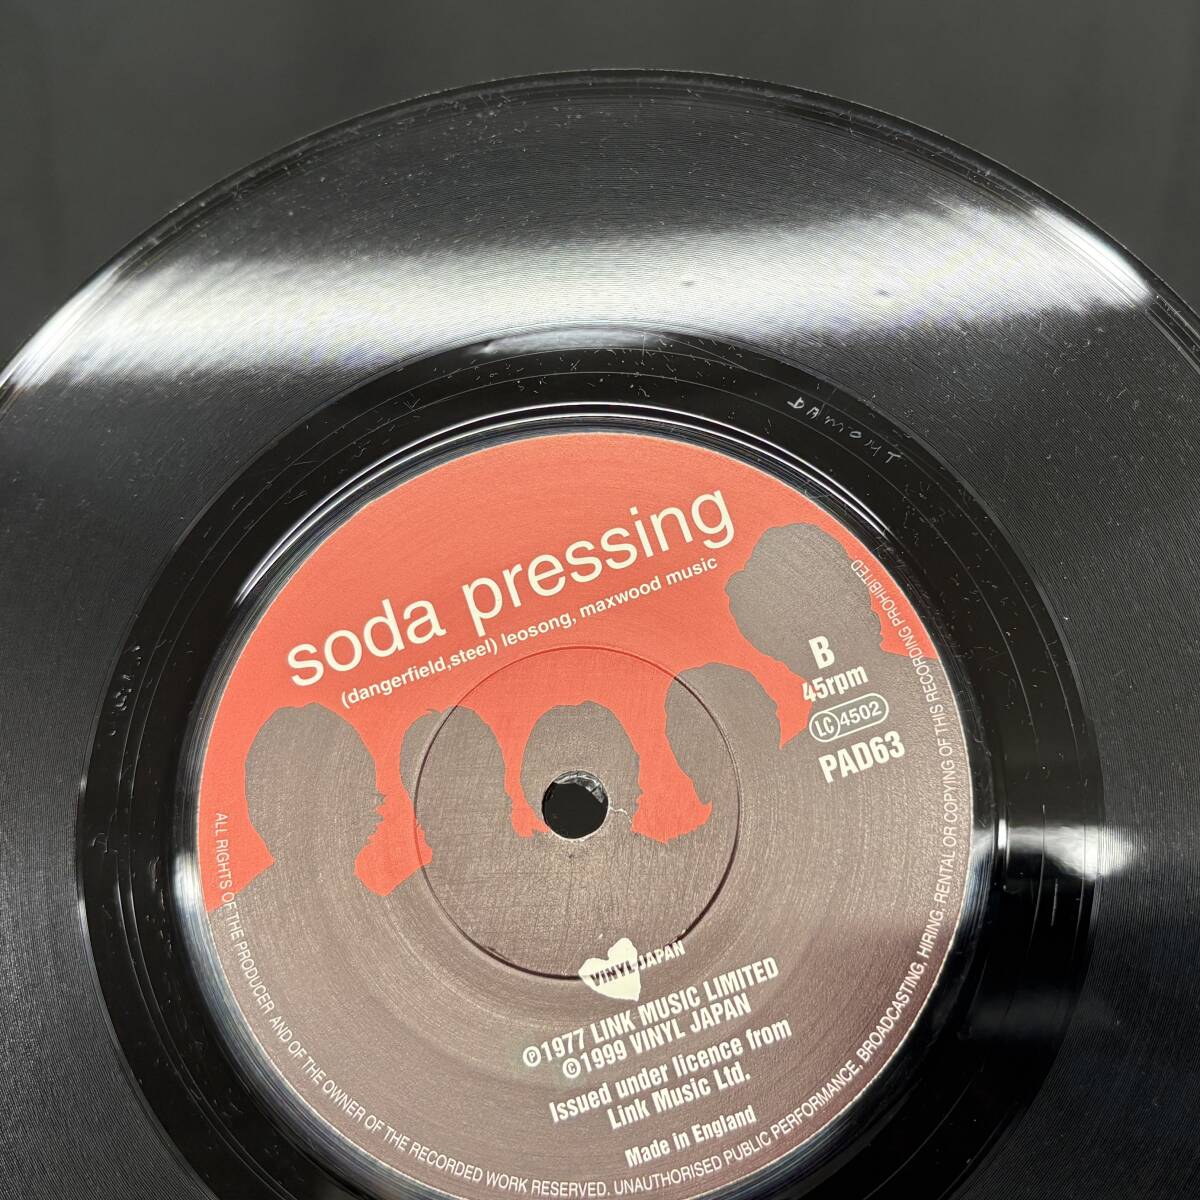 DAMONT
soda pressing
(dangerfield,steel) leosong, maxwood music
B
45rpm
LC 4502
PAD63
VINYL JAPAN
℗1977 LINK MUSIC LIMITED
©1999 VINYL JAPAN
Issued under licence from
Link Music Ltd.
Made in England
ALL RIGHTS OF THE PRODUCER AND OF THE OWNER OF THE RECORDED WORK RESERVED. UNAUTHORISED PUBLIC PERFORMANCE, BROADCASTING, HIRING, RENTAL OR COPYING OF THIS RECORDING PROHIBITED